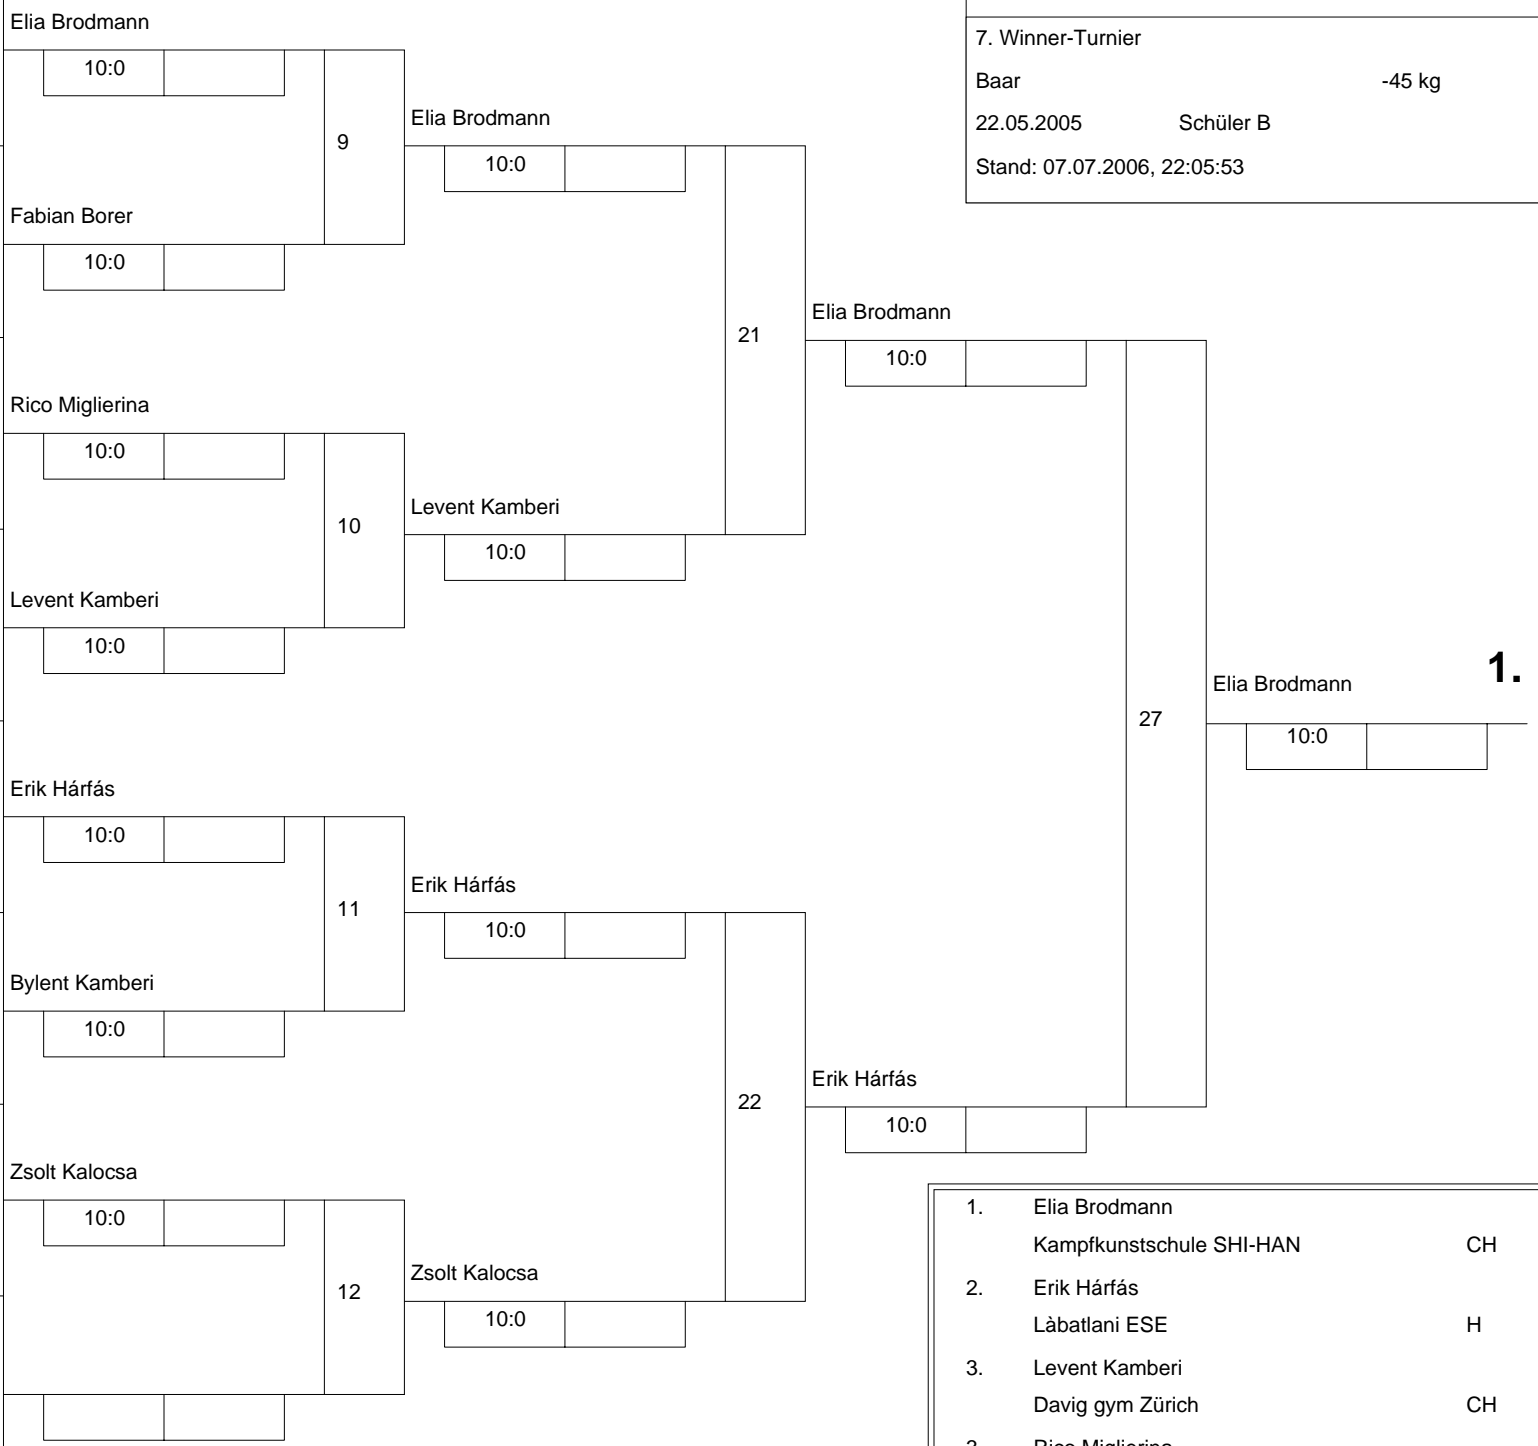 Elia Brodmann
10:0
9
Fabian Borer
10:0
Rico Miglierina
10:0
10
Levent Kamberi
10:0
Erik Hárfás
10:0
11
Bylent Kamberi
10:0
Zsolt Kalocsa
10:0
12
Elia Brodmann
10:0
21
Levent Kamberi
10:0
Erik Hárfás
10:0
22
Zsolt Kalocsa
10:0
Elia Brodmann
10:0
27
Erik Hárfás
10:0
Elia Brodmann 1.
10:0
7. Winner-Turnier
Baar -45 kg
22.05.2005 Schüler B
Stand: 07.07.2006, 22:05:53
1. Elia Brodmann
Kampfkunstschule SHI-HAN CH
2. Erik Hárfás
Làbatlani ESE H
3. Levent Kamberi
Davig gym Zürich CH
3. Rico Miglierina